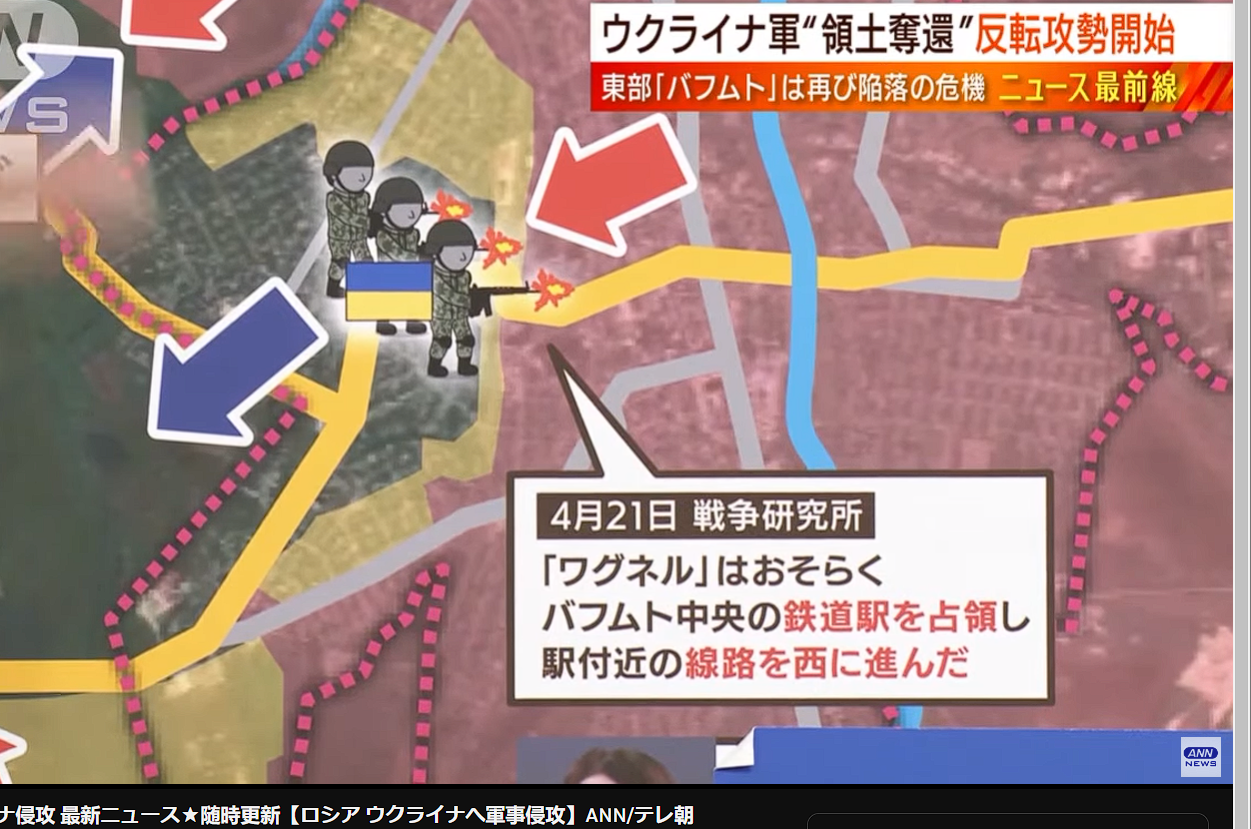 ウクライナ軍“領土奪還”反転攻勢開始
東部「バフムト」は再び陥落の危機 ニュース最前線
4月21日 戦争研究所
「ワグネル」はおそらく
バフムト中央の鉄道駅を占領し
駅付近の線路を西に進んだ
ANN
NEWS
ナ侵攻 最新ニュース★随時更新【ロシア ウクライナへ軍事侵攻】ANN/テレ朝